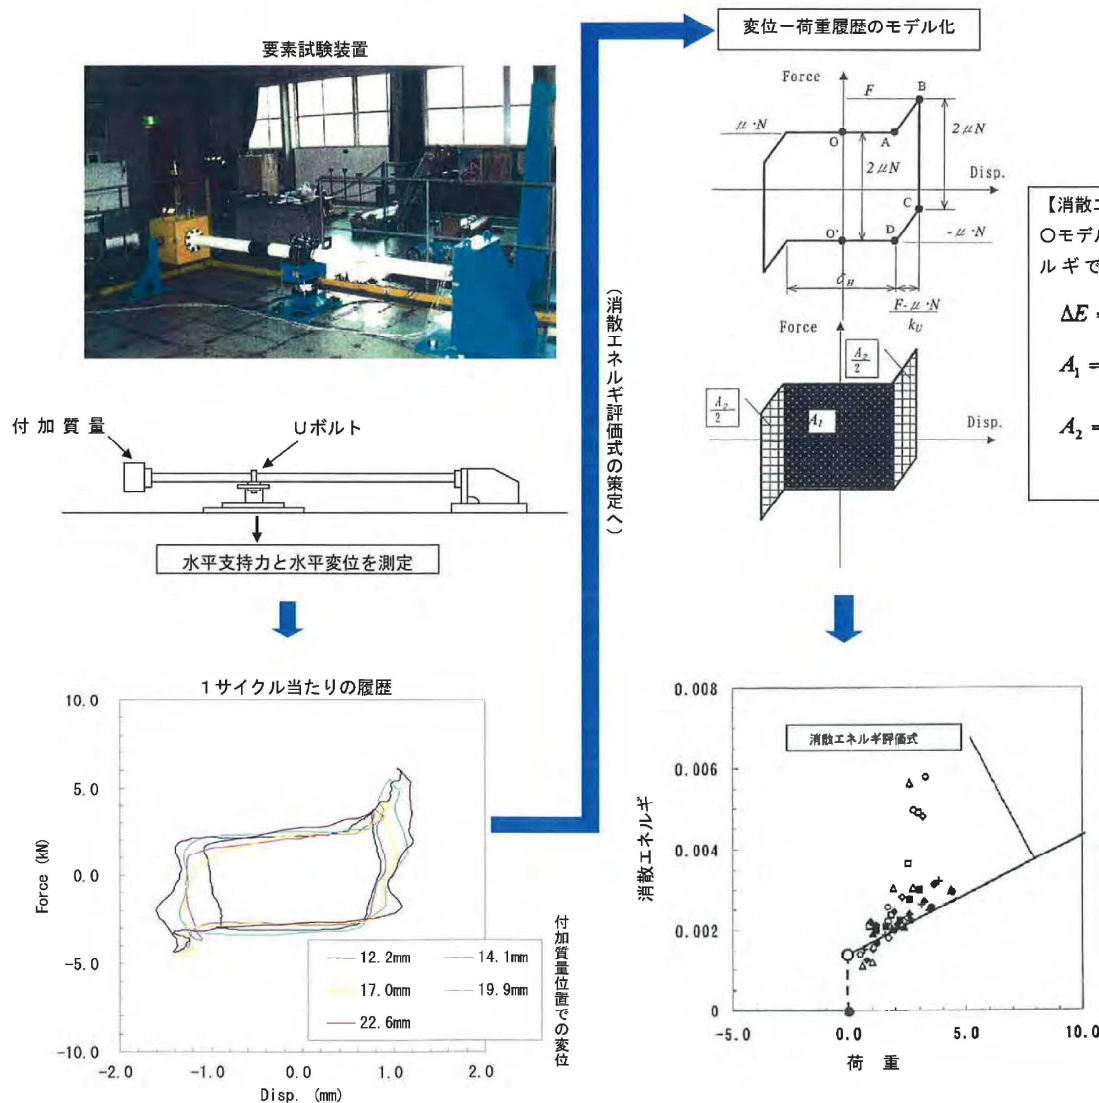 要素試験装置
付加質量
Uボルト
水平支持力と水平変位を測定
1サイクル当たりの履歴
10.0
5.0
0.0
-5.0
-10.0
Force (kN)
-2.0 -1.0 0.0 1.0 2.0
Disp. (mm)
12.2mm 14.1mm
17.0mm 19.9mm
22.6mm
付加質量位置での変位
(消散エネルギ評価式の策定へ)
変位－荷重履歴のモデル化
Force
F
B
μ・N
O
A
2μN
2μN
Disp.
C
O'
D
-μ・N
δH
F-μ・N
kU
Force
A2
2
A2
2
A1
Disp.
【消散エ
○モデル
ルギで
ΔE =
A1 =
A2 =
0.008
0.006
0.004
0.002
0
消散エネルギ
消散エネルギ評価式
-5.0 0.0 5.0 10.0
荷重